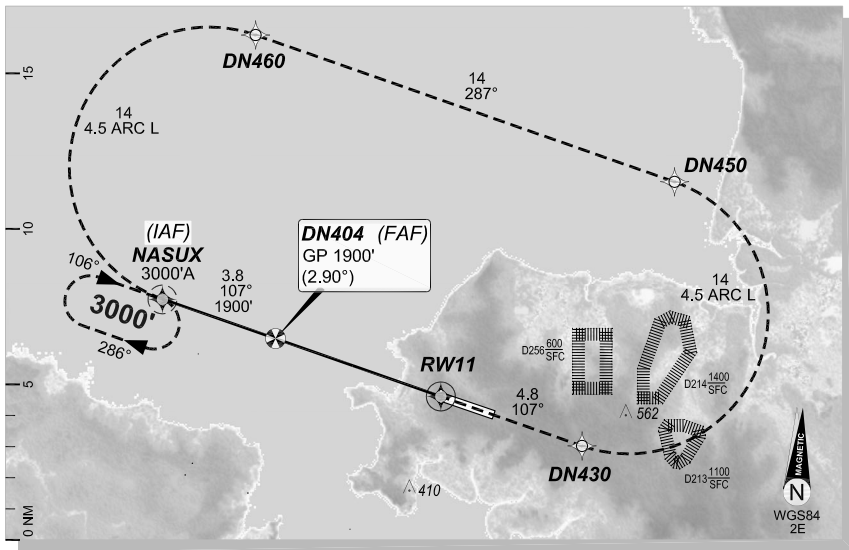 15
10
5
0 NM
DN460
14
287°
DN450
14
4.5 ARC L
(IAF)
NASUX
3000'A
106°
3000'
286°
3.8
107°
1900'
DN404 (FAF)
GP 1900'
(2.90°)
14
4.5 ARC L
RW11
4.8
107°
D256 600
SFC
D214 1400
SFC
562
D213 1100
SFC
DN430
410
MAGNETIC
N
WGS84
2E